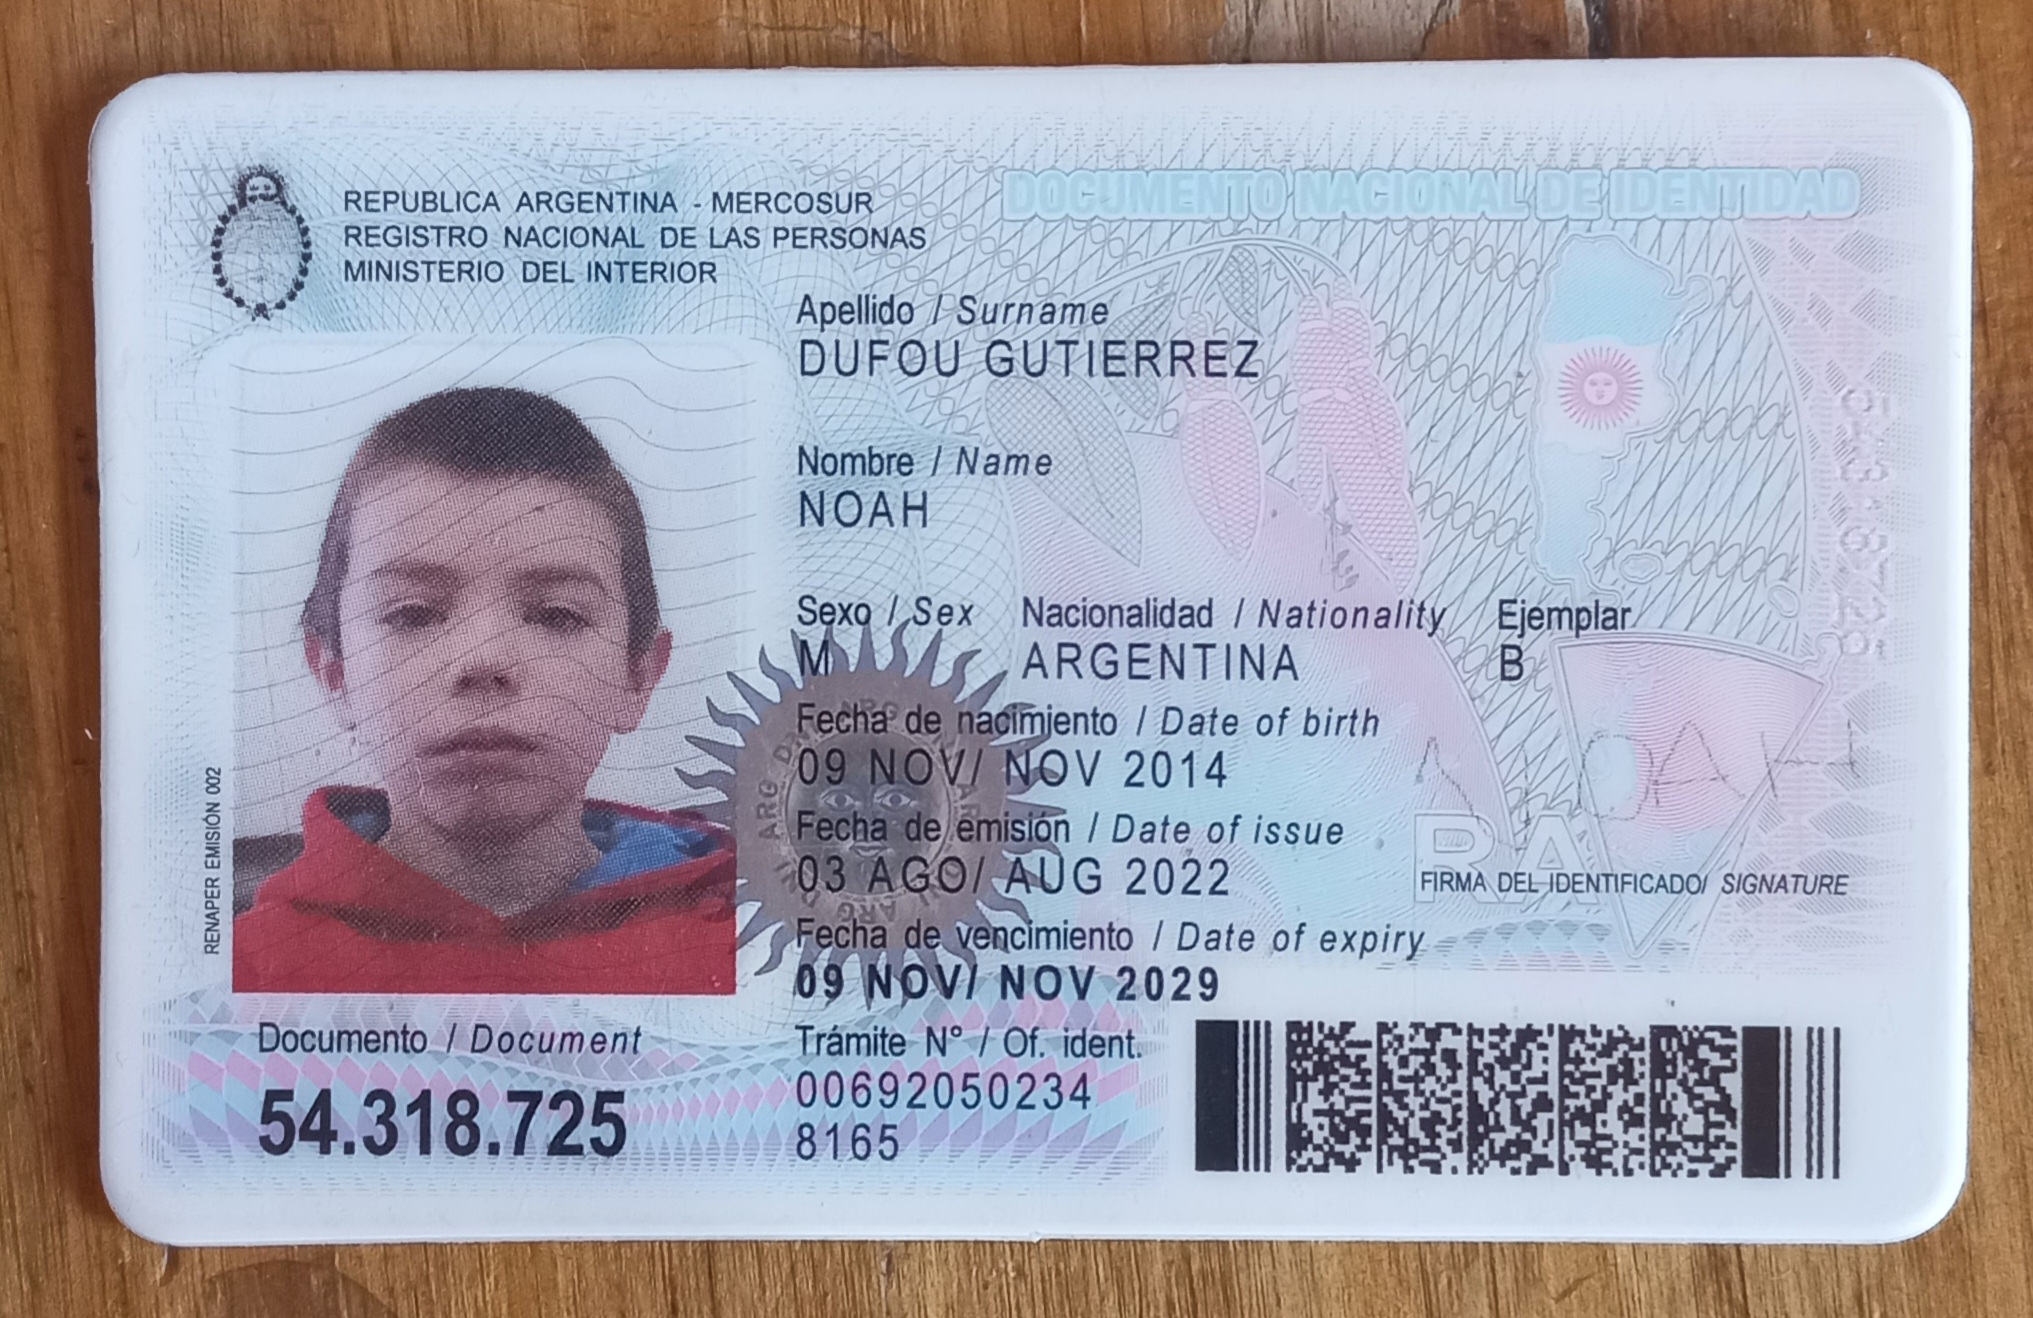 REPUBLICA ARGENTINA - MERCOSUR
REGISTRO NACIONAL DE LAS PERSONAS
MINISTERIO DEL INTERIOR
DOCUMENTO NACIONAL DE IDENTIDAD
Apellido / Surname
DUFOU GUTIERREZ
Nombre / Name
NOAH
Sexo / Sex Nacionalidad / Nationality Ejemplar
M ARGENTINA B
Fecha de nacimiento / Date of birth
09 NOV/ NOV 2014
Fecha de emisión / Date of issue
03 AGO/ AUG 2022
Fecha de vencimiento / Date of expiry
09 NOV/ NOV 2029
NOAH
RA
FIRMA DEL IDENTIFICADO/ SIGNATURE
RENAPER EMISIÓN 002
Documento / Document
54.318.725
Trámite N° / Of. ident.
00692050234
8165